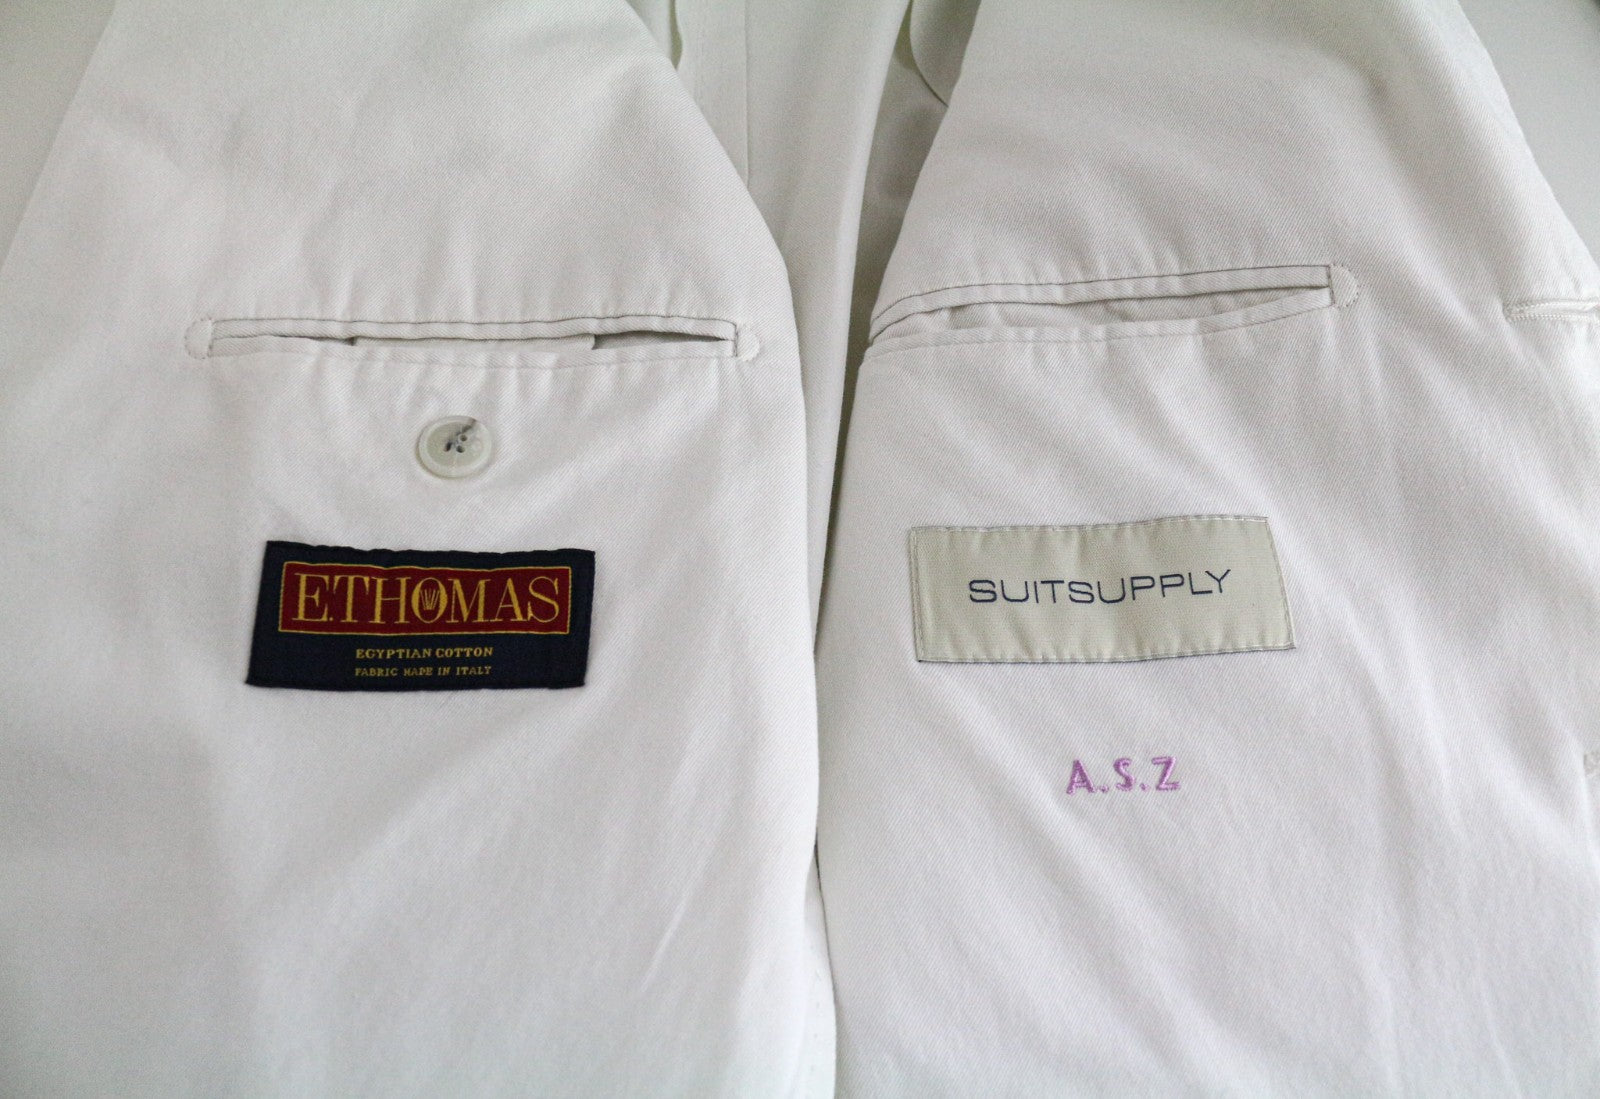 E.THOMAS
EGYPTIAN COTTON
FABRIC MADE IN ITALY
SUITSUPPLY
A.S.Z